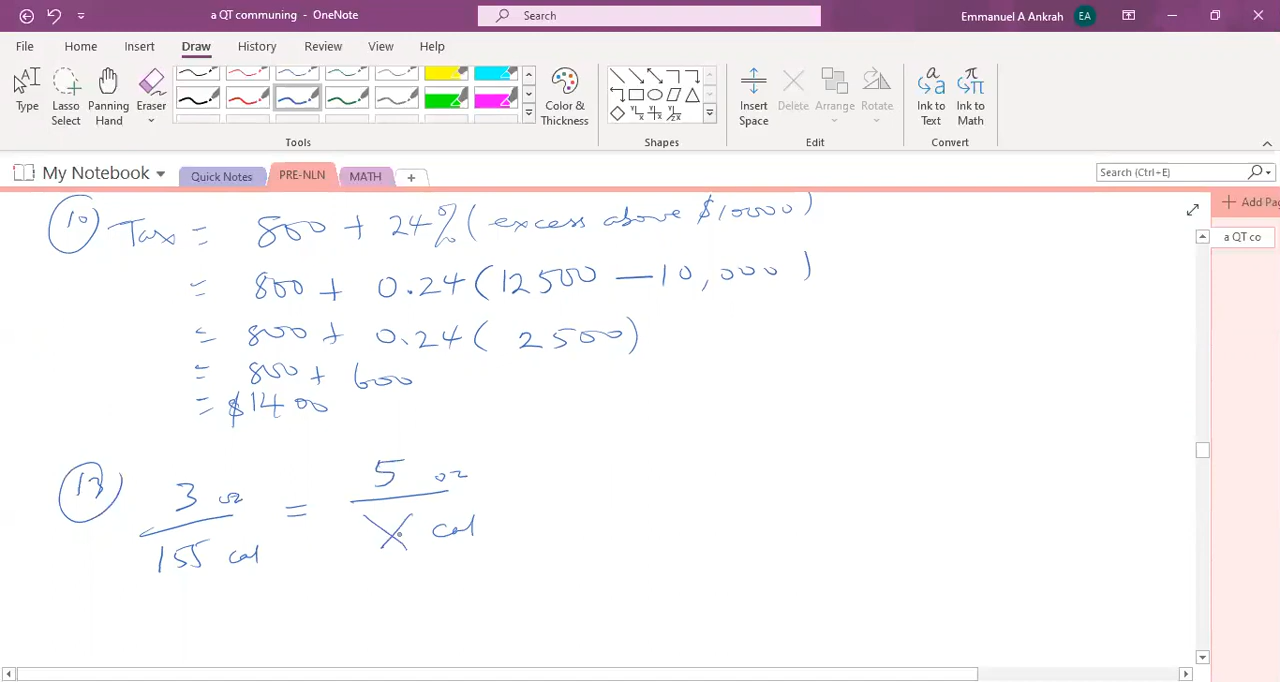 a QT communing - OneNote
Search
Emmanuel A Ankrah
EA
File Home Insert Draw History Review View Help
Type
Lasso Select
Panning Hand
Eraser
Color & Thickness
Insert Space
Delete
Arrange
Rotate
Ink to Text
Ink to Math
Tools
Shapes
Edit
Convert
My Notebook
Quick Notes
PRE-NLN
MATH
Search (Ctrl+E)
Add Pag
a QT co
10 Tax = 800 + 24% (excess above $10000)
= 800 + 0.24 (12500 — 10,000)
= 800 + 0.24 (2500)
= 800 + 600
= $1400
13 3 oz / 155 cal = 5 oz / X cal